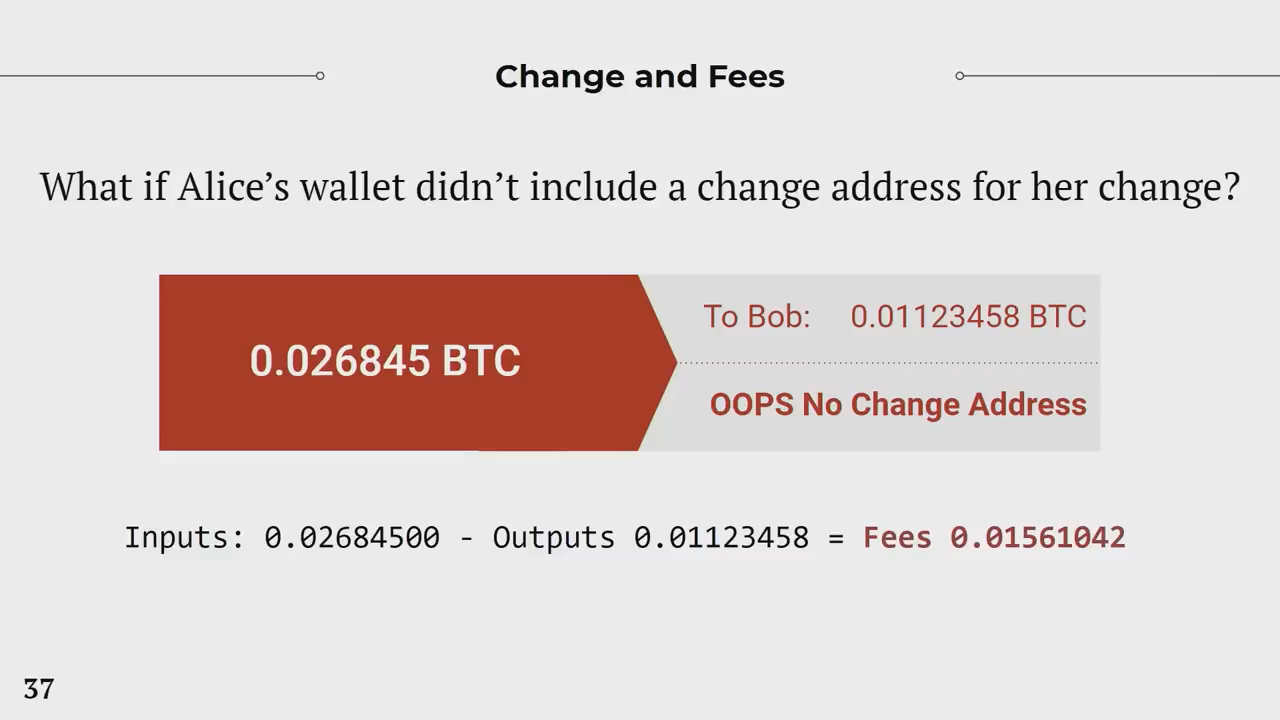 Change and Fees
What if Alice’s wallet didn’t include a change address for her change?
0.026845 BTC
To Bob: 0.01123458 BTC
OOPS No Change Address
Inputs: 0.02684500 - Outputs 0.01123458 = Fees 0.01561042
37